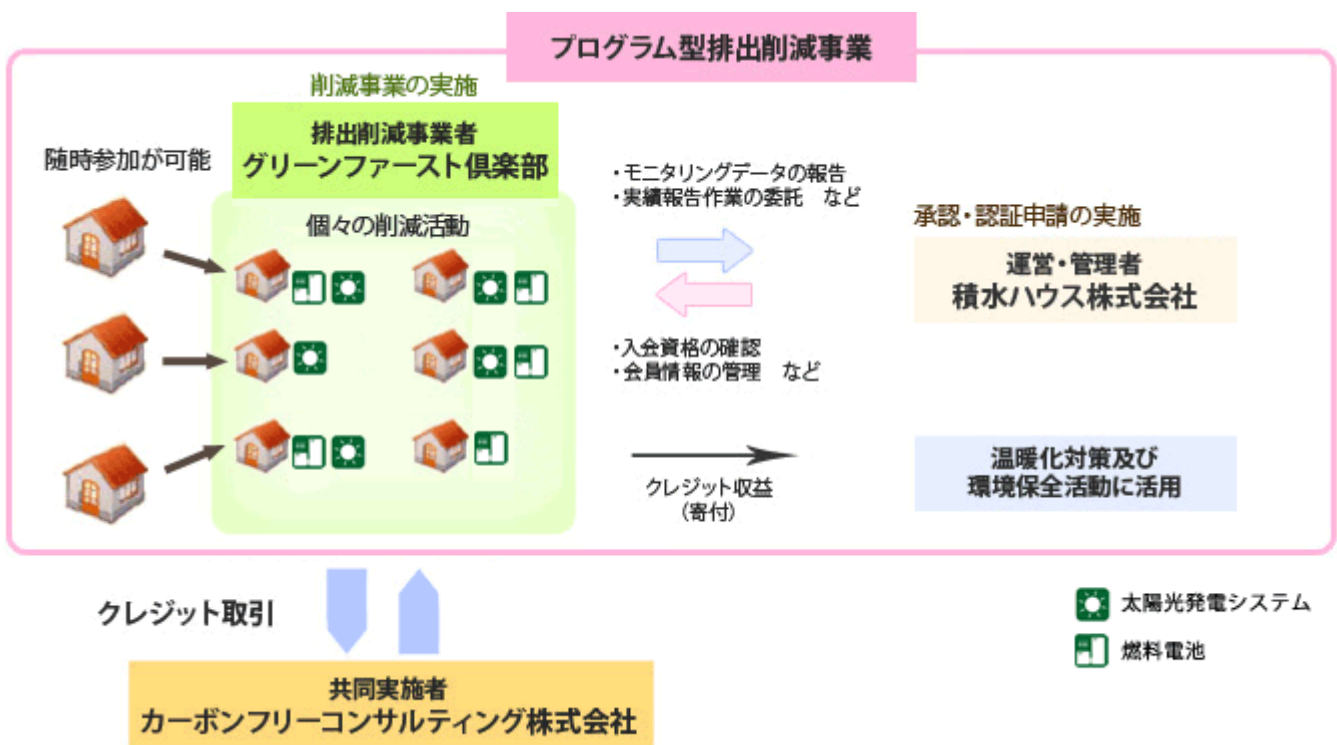 プログラム型排出削減事業
削減事業の実施
排出削減事業者
グリーンファースト倶楽部
随時参加が可能
個々の削減活動
・モニタリングデータの報告
・実績報告作業の委託　など
承認・認証申請の実施
運営・管理者
積水ハウス株式会社
・入会資格の確認
・会員情報の管理　など
クレジット収益
（寄付）
温暖化対策及び
環境保全活動に活用
クレジット取引
太陽光発電システム
燃料電池
共同実施者
カーボンフリーコンサルティング株式会社